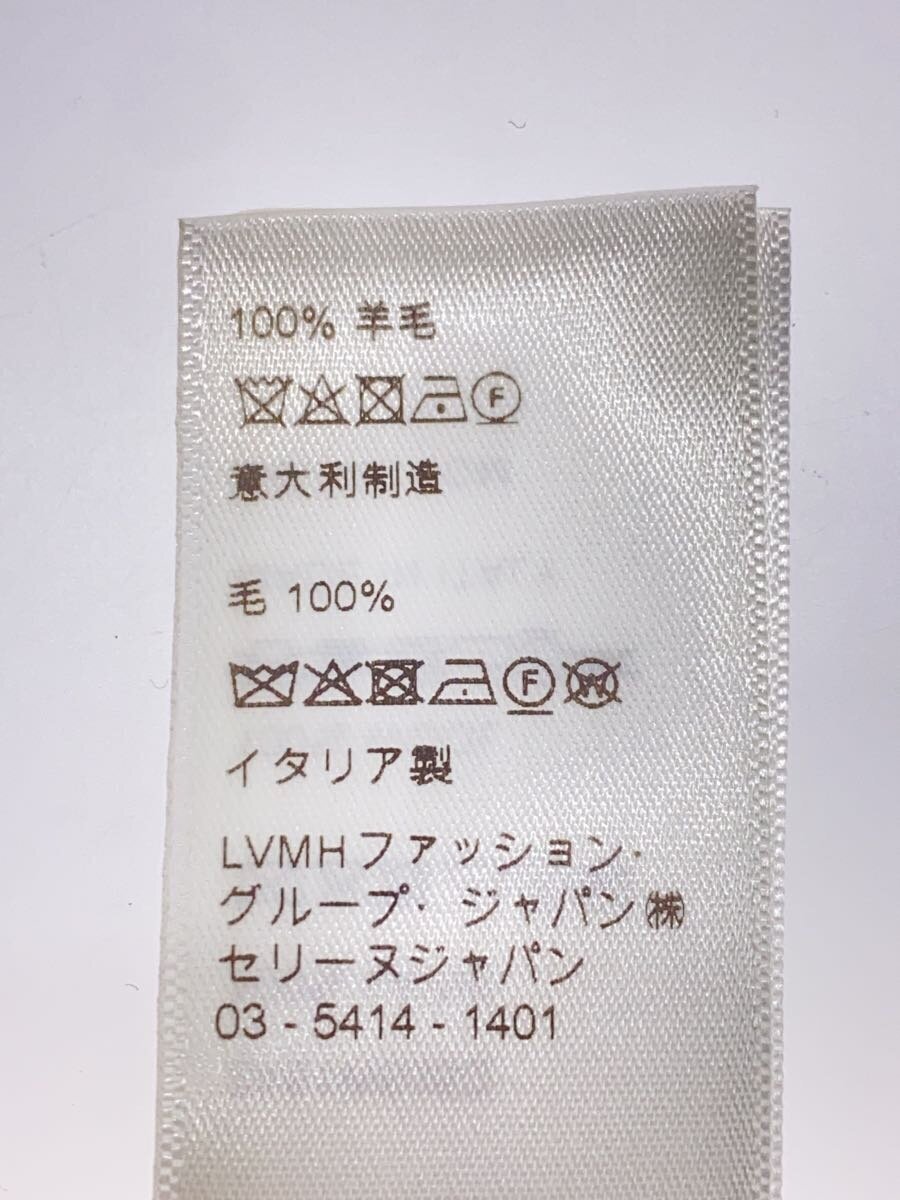 100% 羊毛
F
意大利制造
毛 100%
F W
イタリア製
LVMHファッション・
グループ・ジャパン㈱
セリーヌジャパン
03 - 5414 - 1401